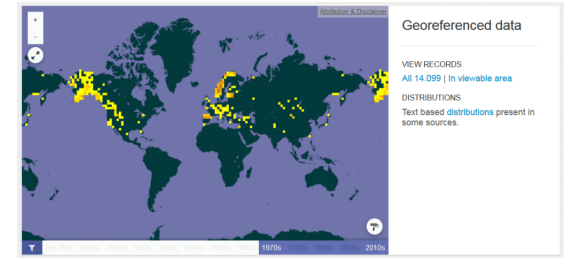 +
-
Attribution & Disclaimer
Georeferenced data
VIEW RECORDS
All 14.099 | In viewable area
DISTRIBUTIONS
Text based distributions present in
some sources.
1970s 2010s